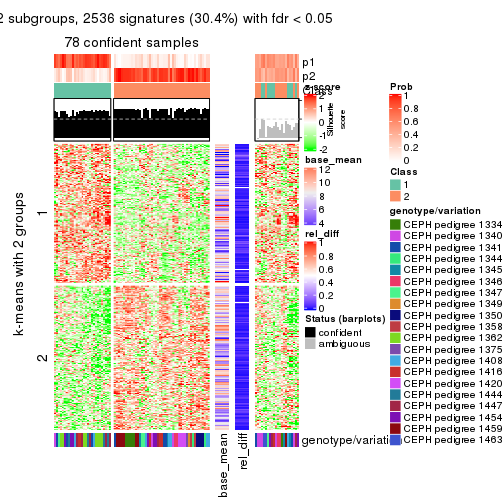 2 subgroups, 2536 signatures (30.4%) with fdr < 0.05
78 confident samples
p1
p2
Class
z-score
2
1
0
-1
-2
Silhouette
score
k-means with 2 groups
1
2
base_mean
12
10
8
6
4
rel_diff
1
0.8
0.6
0.4
0.2
0
Status (barplots)
confident
ambiguous
genotype/variation
base_mean
rel_diff
Prob
1
0.8
0.6
0.4
0.2
0
Class
1
2
genotype/variation
CEPH pedigree 1334
CEPH pedigree 1340
CEPH pedigree 1341
CEPH pedigree 1344
CEPH pedigree 1345
CEPH pedigree 1346
CEPH pedigree 1347
CEPH pedigree 1349
CEPH pedigree 1350
CEPH pedigree 1358
CEPH pedigree 1362
CEPH pedigree 1375
CEPH pedigree 1408
CEPH pedigree 1416
CEPH pedigree 1420
CEPH pedigree 1444
CEPH pedigree 1447
CEPH pedigree 1454
CEPH pedigree 1459
CEPH pedigree 1463